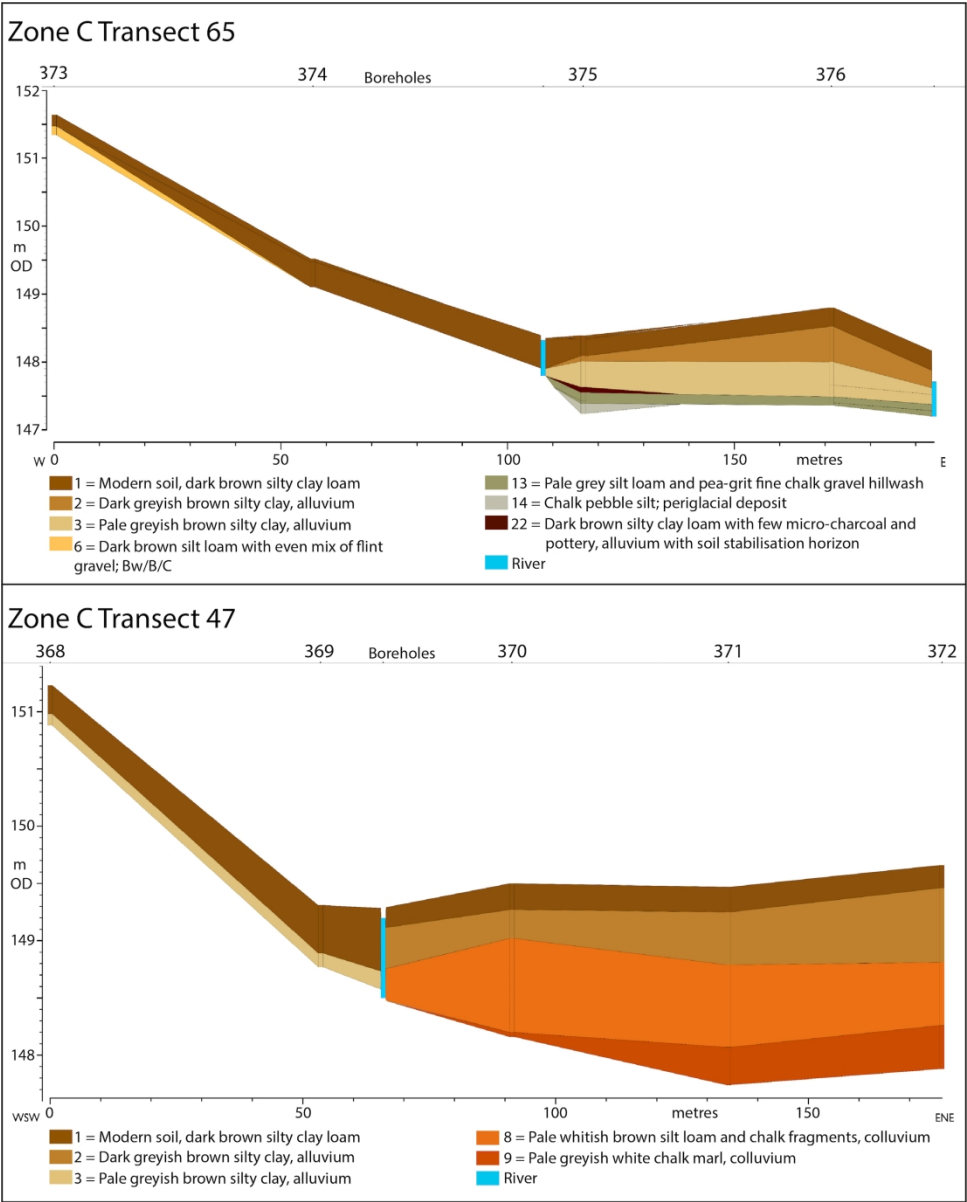 Zone C Transect 65
373 374 Boreholes 375 376
152
151
150
m
OD
149
148
147
W 0 50 100 150 metres E
1 = Modern soil, dark brown silty clay loam
2 = Dark greyish brown silty clay, alluvium
3 = Pale greyish brown silty clay, alluvium
6 = Dark brown silt loam with even mix of flint
gravel; Bw/B/C
13 = Pale grey silt loam and pea-grit fine chalk gravel hillwash
14 = Chalk pebble silt; periglacial deposit
22 = Dark brown silty clay loam with few micro-charcoal and
pottery, alluvium with soil stabilisation horizon
River
Zone C Transect 47
368 369 Boreholes 370 371 372
151
150
m
OD
149
148
WSW 0 50 100 metres 150 ENE
1 = Modern soil, dark brown silty clay loam
2 = Dark greyish brown silty clay, alluvium
3 = Pale greyish brown silty clay, alluvium
8 = Pale whitish brown silt loam and chalk fragments, colluvium
9 = Pale greyish white chalk marl, colluvium
River